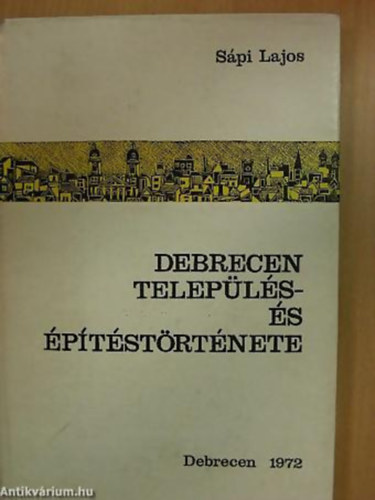 Sápi Lajos
DEBRECEN
TELEPÜLÉS-
ÉS
ÉPÍTÉSTÖRTÉNETE
Debrecen 1972
Antikvárium.hu